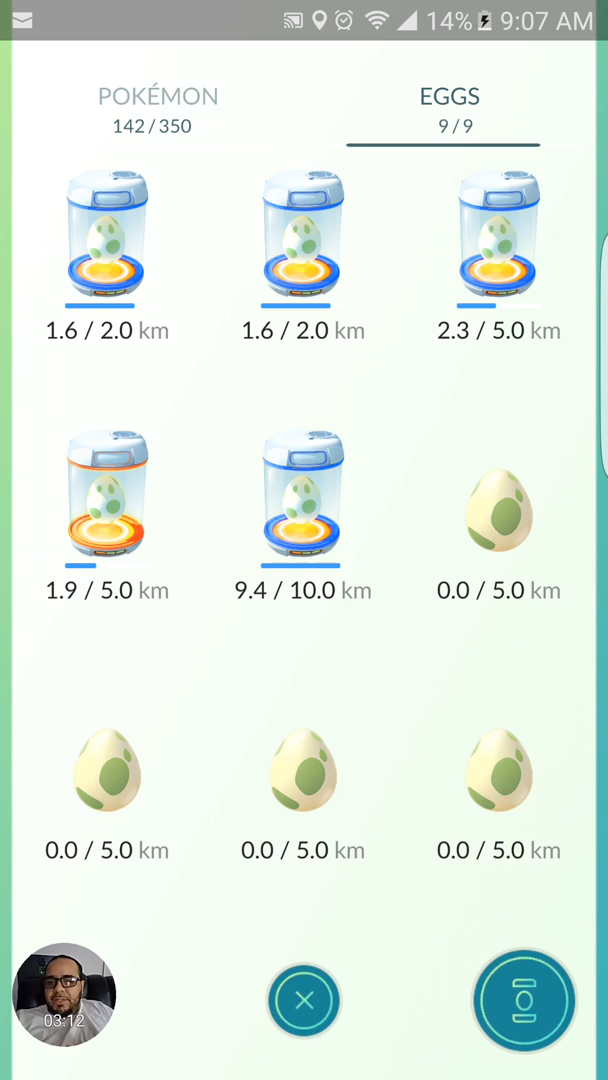 14% 9:07 AM
POKÉMON EGGS
142/350 9/9
1.6 / 2.0 km 1.6 / 2.0 km 2.3 / 5.0 km
1.9 / 5.0 km 9.4 / 10.0 km 0.0 / 5.0 km
0.0 / 5.0 km 0.0 / 5.0 km 0.0 / 5.0 km
03:12